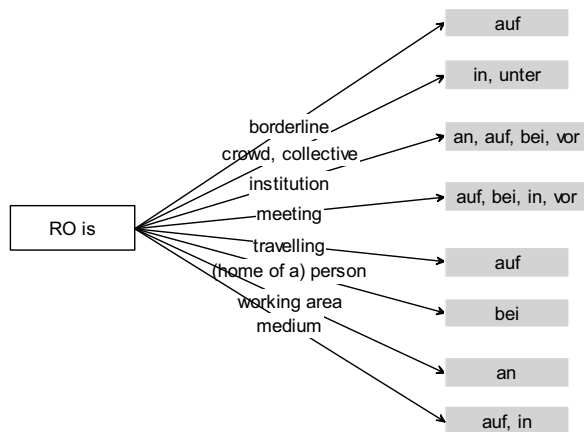 auf
in, unter
borderline
crowd, collective
an, auf, bei, vor
institution
auf, bei, in, vor
meeting
RO is
travelling
auf
(home of a) person
bei
working area
medium
an
auf, in